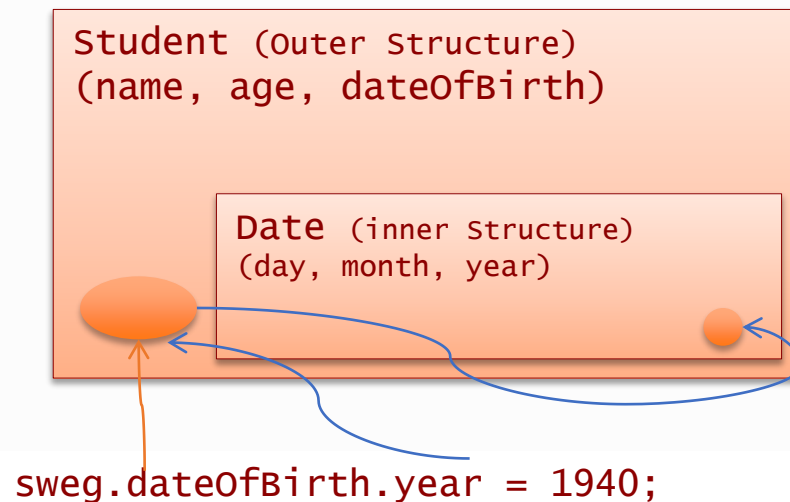 Student (Outer Structure)
(name, age, dateOfBirth)
Date (inner Structure)
(day, month, year)
sweg.dateOfBirth.year = 1940;